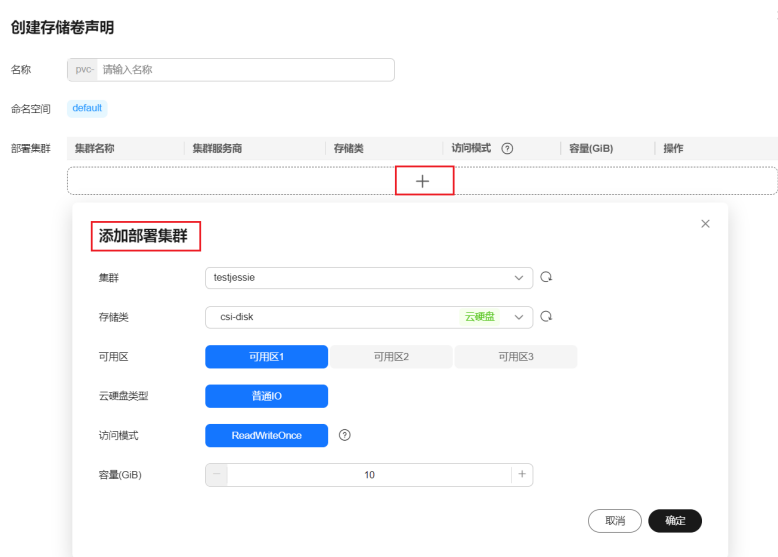 创建存储卷声明
名称 pvc- 请输入名称
命名空间 default
部署集群 集群名称 集群服务商 存储类 访问模式 ? 容量(GiB) 操作
+
添加部署集群 ×
集群 testjessie
存储类 csi-disk 云硬盘
可用区 可用区1 可用区2 可用区3
云硬盘类型 普通IO
访问模式 ReadWriteOnce ?
容量(GiB) − 10 +
取消 确定